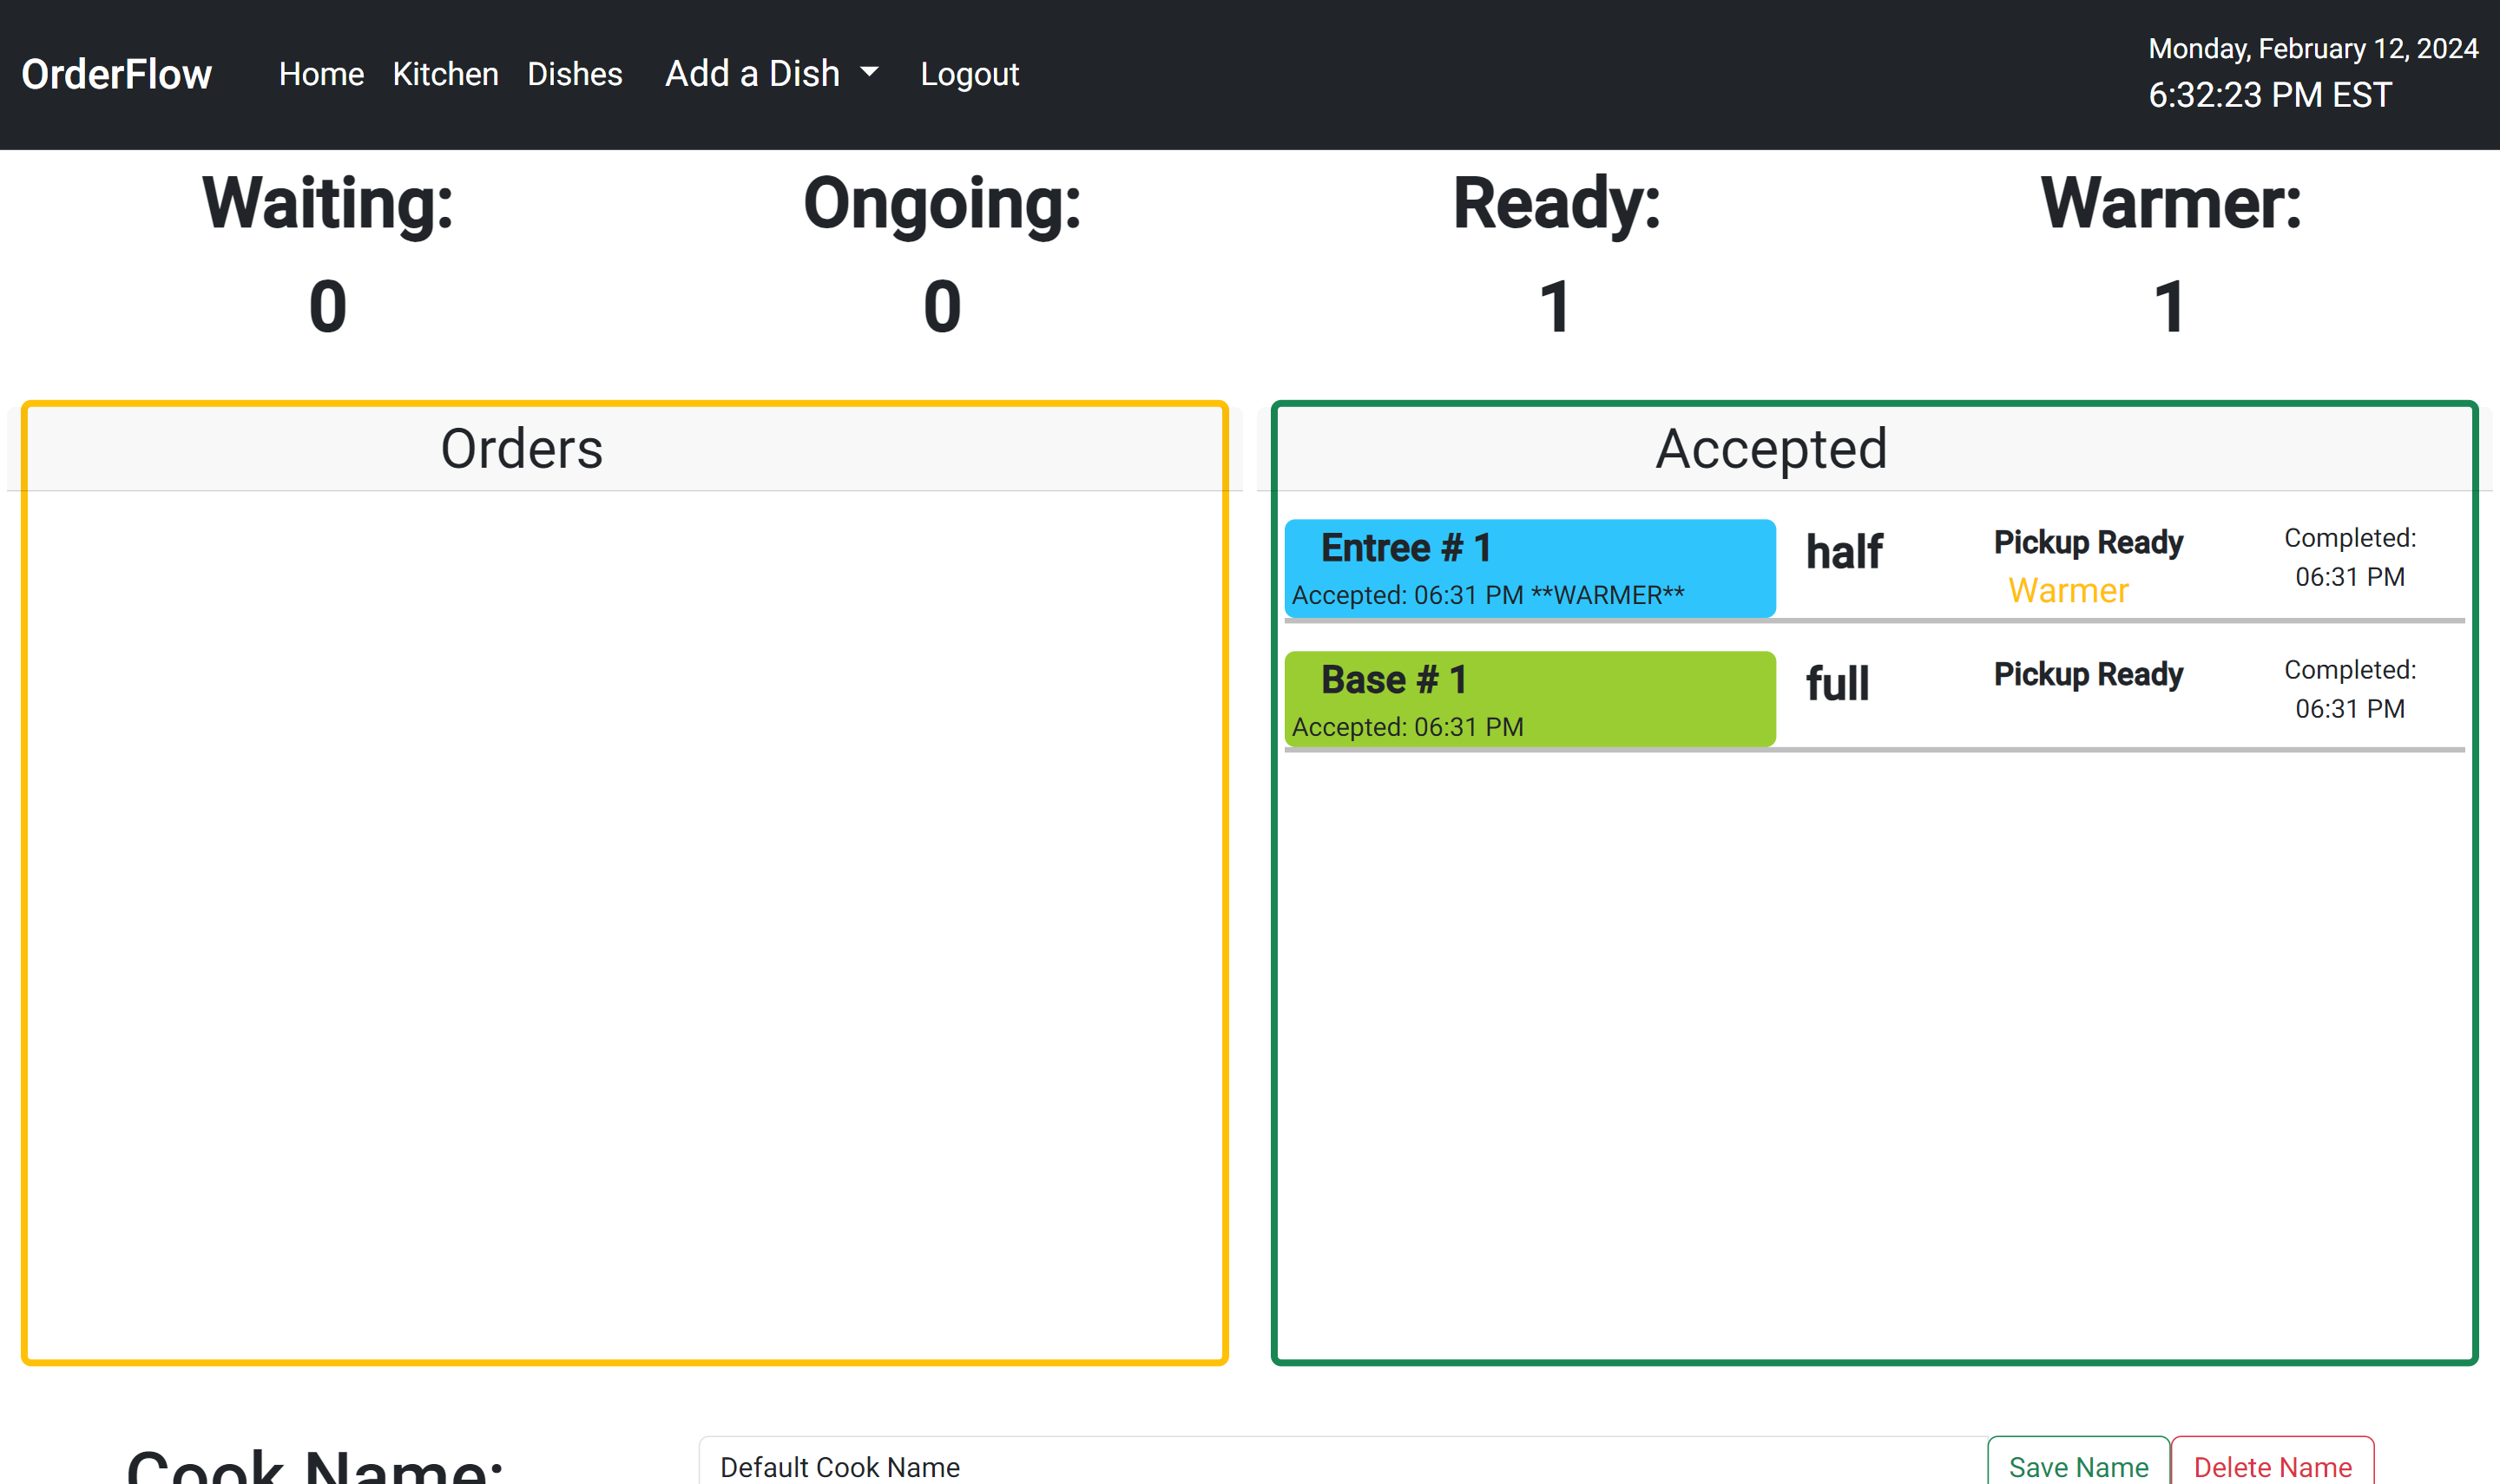 OrderFlow Home Kitchen Dishes Add a Dish Logout
Monday, February 12, 2024
6:32:23 PM EST
Waiting: Ongoing: Ready: Warmer:
0 0 1 1
Orders
Accepted
Entree # 1 half Pickup Ready Completed:
Accepted: 06:31 PM **WARMER** Warmer 06:31 PM
Base # 1 full Pickup Ready Completed:
Accepted: 06:31 PM 06:31 PM
Cook Name: Default Cook Name Save Name Delete Name